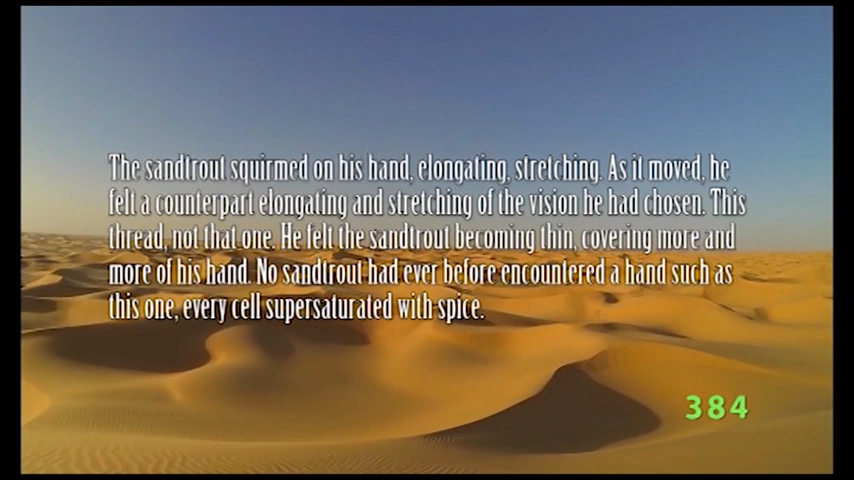 The sandtrout squirmed on his hand, elongating, stretching. As it moved, he
felt a counterpart elongating and stretching of the vision he had chosen. This
thread, not that one. He felt the sandtrout becoming thin, covering more and
more of his hand. No sandtrout had ever before encountered a hand such as
this one, every cell supersaturated with spice.
384